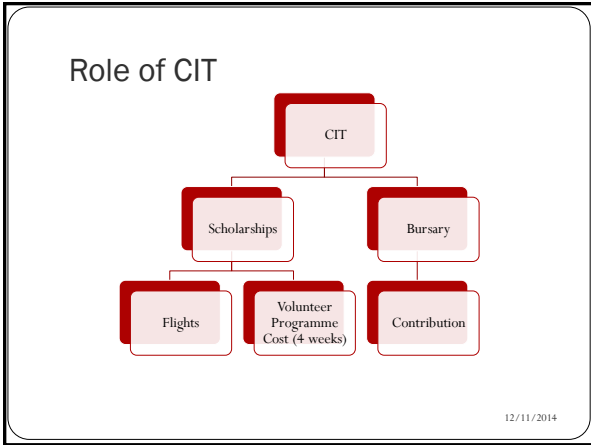 Role of CIT
CIT
Scholarships
Bursary
Flights
Volunteer
Programme
Cost (4 weeks)
Contribution
12/11/2014